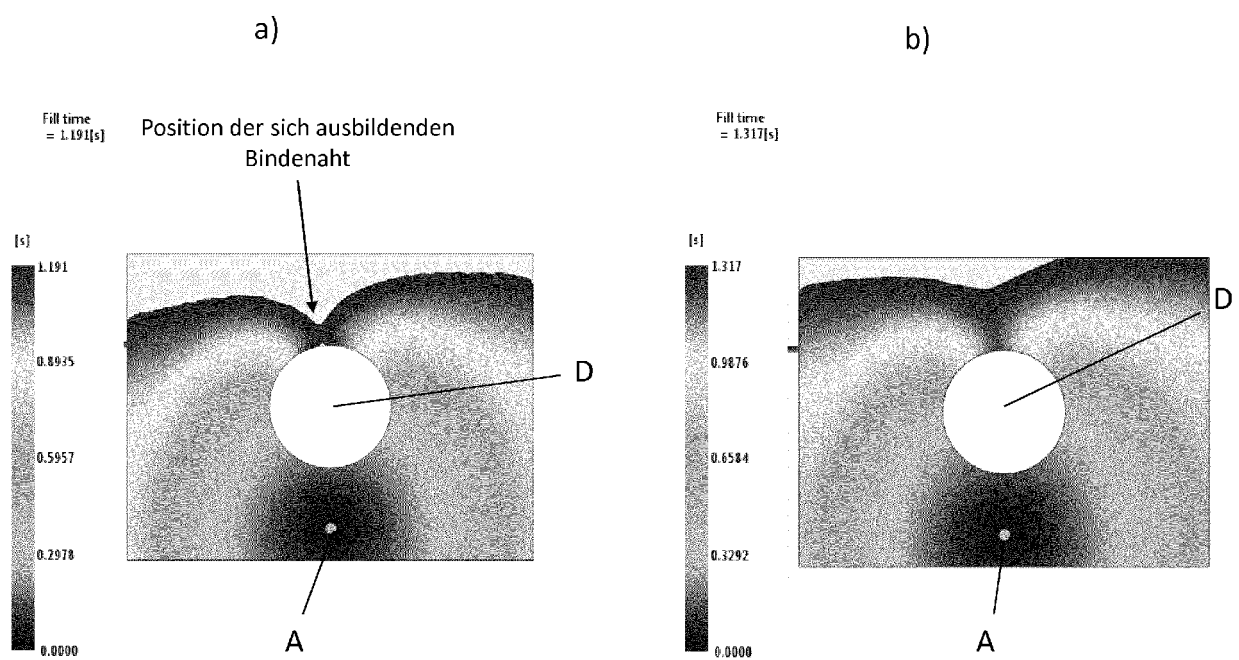 a)
Fill time
= 1.191[s]
Position der sich ausbildenden
Bindenaht
[s]
1.191
0.8935
0.5957
0.2978
0.0000
D
A
b)
Fill time
= 1.317[s]
[s]
1.317
0.9876
0.6584
0.3292
0.0000
D
A